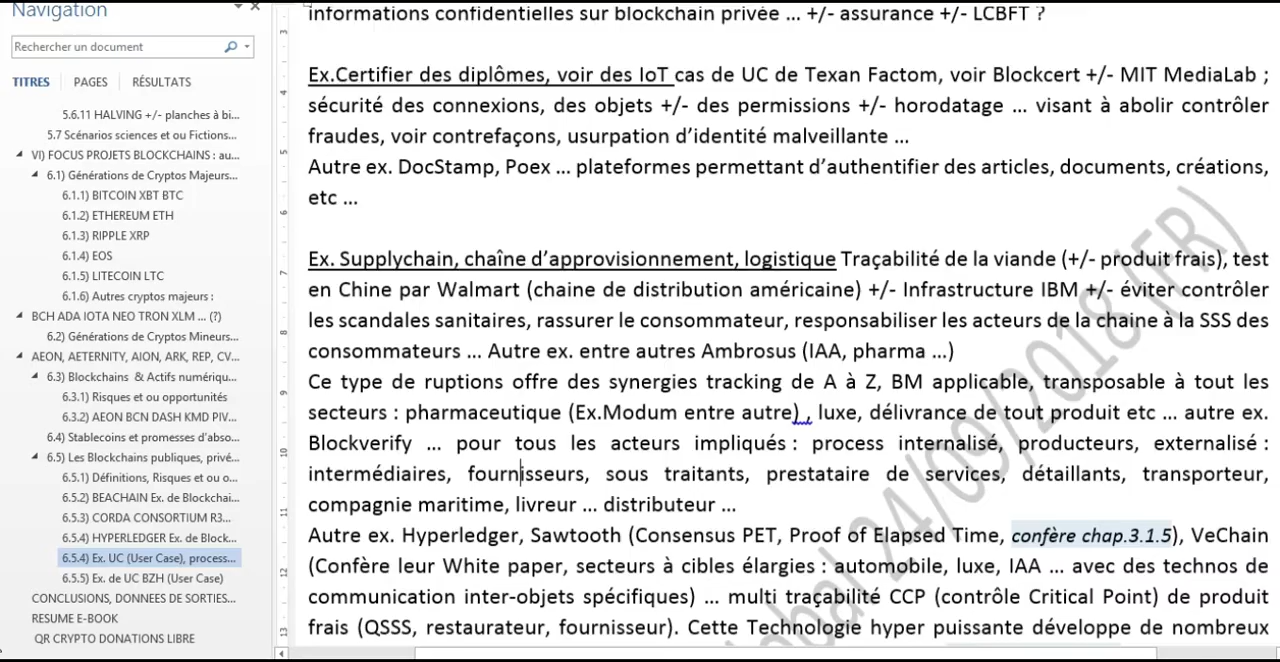 Navigation
Rechercher un document
TITRES PAGES RÉSULTATS
5.6.11 HALVING +/- planches à bi...
5.7 Scénarios sciences et ou Fictions...
VI) FOCUS PROJETS BLOCKCHAINS : au...
6.1) Générations de Cryptos Majeurs...
6.1.1) BITCOIN XBT BTC
6.1.2) ETHEREUM ETH
6.1.3) RIPPLE XRP
6.1.4) EOS
6.1.5) LITECOIN LTC
6.1.6) Autres cryptos majeurs :
BCH ADA IOTA NEO TRON XLM ... (?)
6.2) Générations de Cryptos Mineurs...
AEON, AETERNITY, AION, ARK, REP, CV...
6.3) Blockchains & Actifs numériqu...
6.3.1) Risques et ou opportunités
6.3.2) AEON BCN DASH KMD PIV...
6.4) Stablecoins et promesses d'abso...
6.5) Les Blockchains publiques, privé...
6.5.1) Définitions, Risques et ou o...
6.5.2) BEACHAIN Ex. de Blockchai...
6.5.3) CORDA CONSORTIUM R3...
6.5.4) HYPERLEDGER Ex. de Block...
6.5.4) Ex. UC (User Case), process...
6.5.5) Ex. de UC BZH (User Case)
CONCLUSIONS, DONNEES DE SORTIES...
RESUME E-BOOK
QR CRYPTO DONATIONS LIBRE
3
4
5
6
7
8
9
10
11
12
13
informations confidentielles sur blockchain privée ... +/- assurance +/- LCBFT ?
Ex.Certifier des diplômes, voir des IoT cas de UC de Texan Factom, voir Blockcert +/- MIT MediaLab ;
sécurité des connexions, des objets +/- des permissions +/- horodatage ... visant à abolir contrôler
fraudes, voir contrefaçons, usurpation d'identité malveillante ...
Autre ex. DocStamp, Poex ... plateformes permettant d'authentifier des articles, documents, créations,
etc ...
Ex. Supplychain, chaîne d'approvisionnement, logistique Traçabilité de la viande (+/- produit frais), test
en Chine par Walmart (chaine de distribution américaine) +/- Infrastructure IBM +/- éviter contrôler
les scandales sanitaires, rassurer le consommateur, responsabiliser les acteurs de la chaine à la SSS des
consommateurs ... Autre ex. entre autres Ambrosus (IAA, pharma ...)
Ce type de ruptions offre des synergies tracking de A à Z, BM applicable, transposable à tout les
secteurs : pharmaceutique (Ex.Modum entre autre) , luxe, délivrance de tout produit etc ... autre ex.
Blockverify ... pour tous les acteurs impliqués : process internalisé, producteurs, externalisé :
intermédiaires, fournisseurs, sous traitants, prestataire de services, détaillants, transporteur,
compagnie maritime, livreur ... distributeur ...
Autre ex. Hyperledger, Sawtooth (Consensus PET, Proof of Elapsed Time, confère chap.3.1.5), VeChain
(Confère leur White paper, secteurs à cibles élargies : automobile, luxe, IAA ... avec des technos de
communication inter-objets spécifiques) ... multi traçabilité CCP (contrôle Critical Point) de produit
frais (QSSS, restaurateur, fournisseur). Cette Technologie hyper puissante développe de nombreux
24/09/2018 (FR)